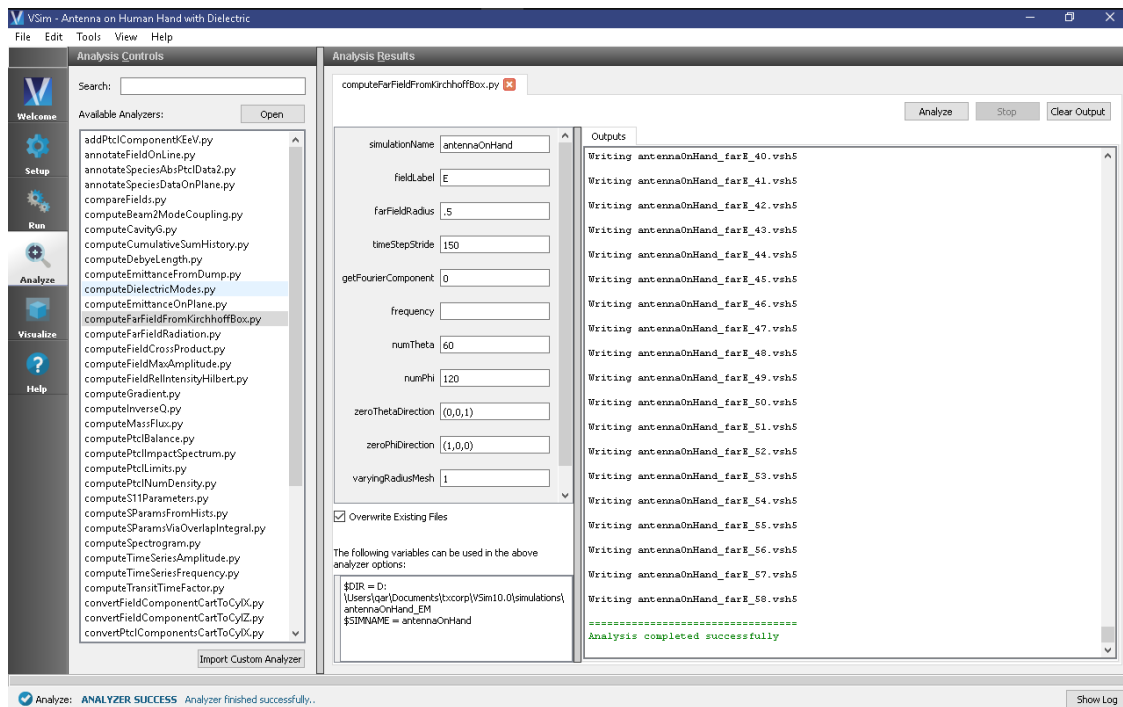 VSim - Antenna on Human Hand with Dielectric
File Edit Tools View Help
Analysis Controls
Search:
Available Analyzers:
Open
addPtclComponentKEeV.py
annotateFieldOnLine.py
annotateSpeciesAbsPtclData2.py
annotateSpeciesDataOnPlane.py
compareFields.py
computeBeam2ModeCoupling.py
computeCavityG.py
computeCumulativeSumHistory.py
computeDebyeLength.py
computeEmittanceFromDump.py
computeDielectricModes.py
computeEmittanceOnPlane.py
computeFarFieldFromKirchhoffBox.py
computeFarFieldRadiation.py
computeFieldCrossProduct.py
computeFieldMaxAmplitude.py
computeFieldRelIntensityHilbert.py
computeGradient.py
computeInverseQ.py
computeMassFlux.py
computePtclBalance.py
computePtclImpactSpectrum.py
computePtclLimits.py
computePtclNumDensity.py
computeS11Parameters.py
computeSParamsFromHists.py
computeSParamsViaOverlapIntegral.py
computeSpectrogram.py
computeTimeSeriesAmplitude.py
computeTimeSeriesFrequency.py
computeTransitTimeFactor.py
convertFieldComponentCartToCylX.py
convertFieldComponentCartToCylZ.py
convertPtclComponentsCartToCylX.py
Import Custom Analyzer
Welcome
Setup
Run
Analyze
Visualize
Help
Analysis Results
computeFarFieldFromKirchhoffBox.py
Analyze Stop Clear Output
simulationName antennaOnHand
fieldLabel E
farFieldRadius .5
timeStepStride 150
getFourierComponent 0
frequency
numTheta 60
numPhi 120
zeroThetaDirection (0,0,1)
zeroPhiDirection (1,0,0)
varyingRadiusMesh 1
Overwrite Existing Files
The following variables can be used in the above
analyzer options:
$DIR = D:
\Users\qar\Documents\txcorp\VSim10.0\simulations\
antennaOnHand_EM
$SIMNAME = antennaOnHand
Outputs
Writing antennaOnHand_farE_40.vsh5
Writing antennaOnHand_farE_41.vsh5
Writing antennaOnHand_farE_42.vsh5
Writing antennaOnHand_farE_43.vsh5
Writing antennaOnHand_farE_44.vsh5
Writing antennaOnHand_farE_45.vsh5
Writing antennaOnHand_farE_46.vsh5
Writing antennaOnHand_farE_47.vsh5
Writing antennaOnHand_farE_48.vsh5
Writing antennaOnHand_farE_49.vsh5
Writing antennaOnHand_farE_50.vsh5
Writing antennaOnHand_farE_51.vsh5
Writing antennaOnHand_farE_52.vsh5
Writing antennaOnHand_farE_53.vsh5
Writing antennaOnHand_farE_54.vsh5
Writing antennaOnHand_farE_55.vsh5
Writing antennaOnHand_farE_56.vsh5
Writing antennaOnHand_farE_57.vsh5
Writing antennaOnHand_farE_58.vsh5
=================================
Analysis completed successfully
Analyze: ANALYZER SUCCESS Analyzer finished successfully..
Show Log